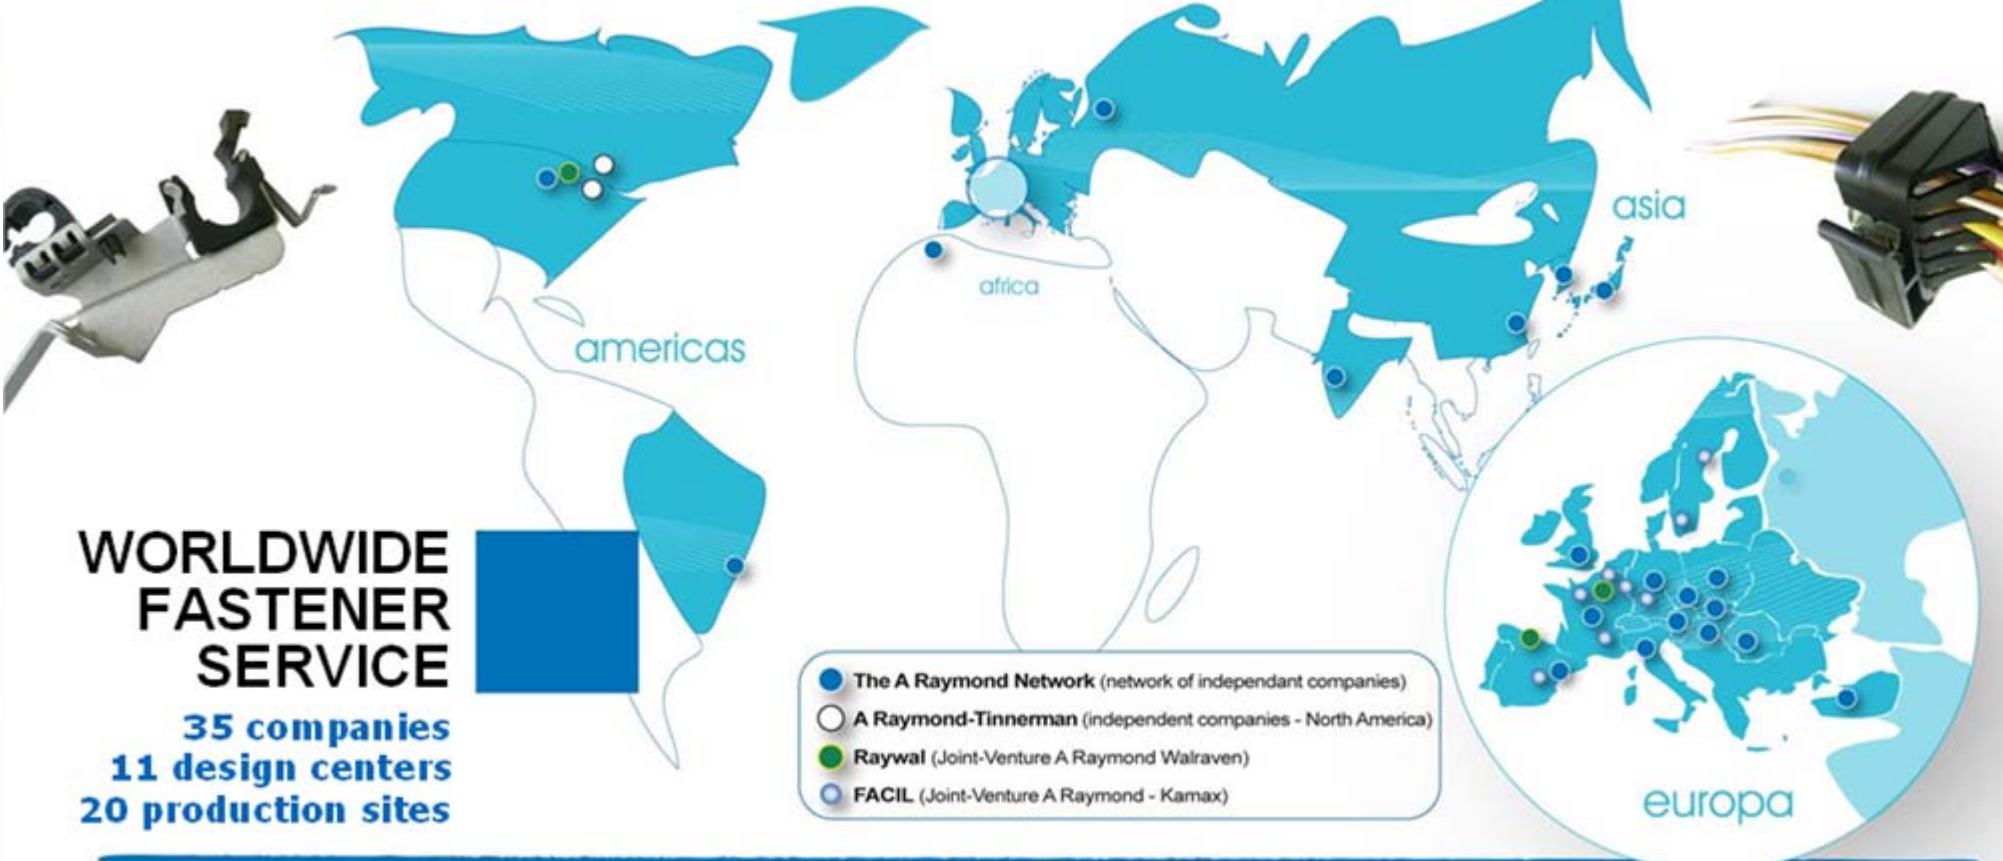 asia
africa
americas
WORLDWIDE
FASTENER
SERVICE
35 companies
11 design centers
20 production sites
The A Raymond Network (network of independant companies)
A Raymond-Tinnerman (independent companies - North America)
Raywal (Joint-Venture A Raymond Walraven)
FACIL (Joint-Venture A Raymond - Kamax)
europa